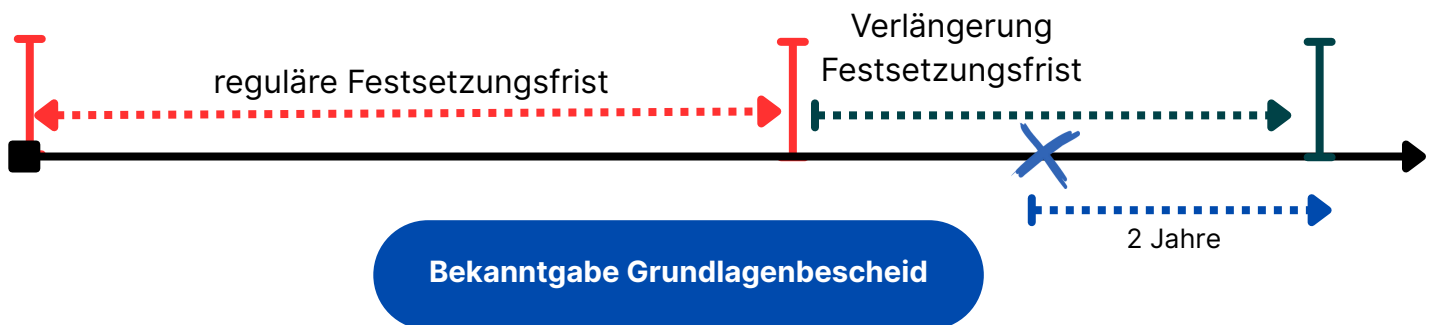 Verlängerung
Festsetzungsfrist
reguläre Festsetzungsfrist
2 Jahre
Bekanntgabe Grundlagenbescheid